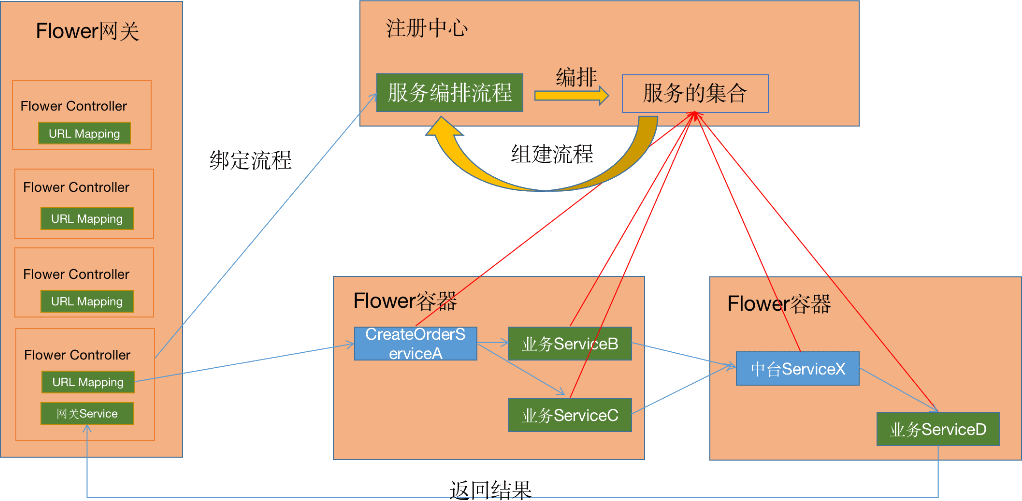 Flower网关
Flower Controller
URL Mapping
Flower Controller
URL Mapping
Flower Controller
URL Mapping
Flower Controller
URL Mapping
网关Service
绑定流程
注册中心
服务编排流程
编排
服务的集合
组建流程
Flower容器
CreateOrderS
erviceA
业务ServiceB
业务ServiceC
Flower容器
中台ServiceX
业务ServiceD
返回结果